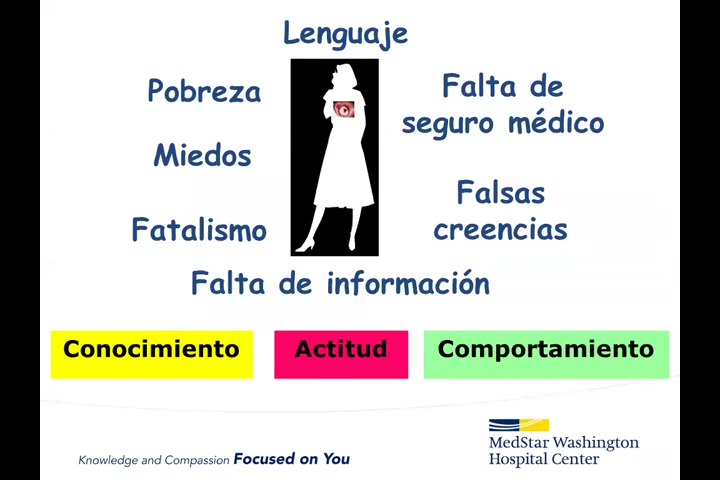 Lenguaje
Pobreza
Falta de
seguro médico
Miedos
Falsas
creencias
Fatalismo
Falta de información
Conocimiento
Actitud
Comportamiento
Knowledge and Compassion Focused on You
MedStar Washington
Hospital Center